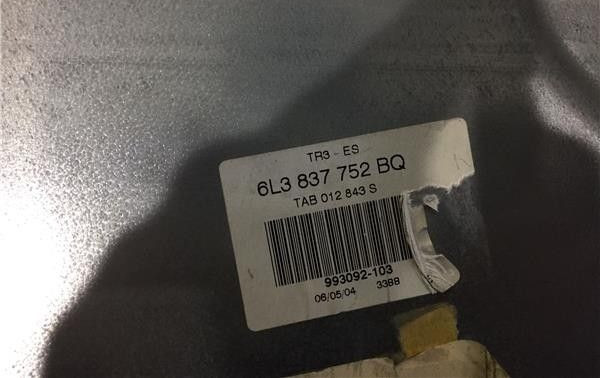 TR3 - ES
6L3 837 752 BQ
TAB 012 843 S
993092-103
06/05/04 3388